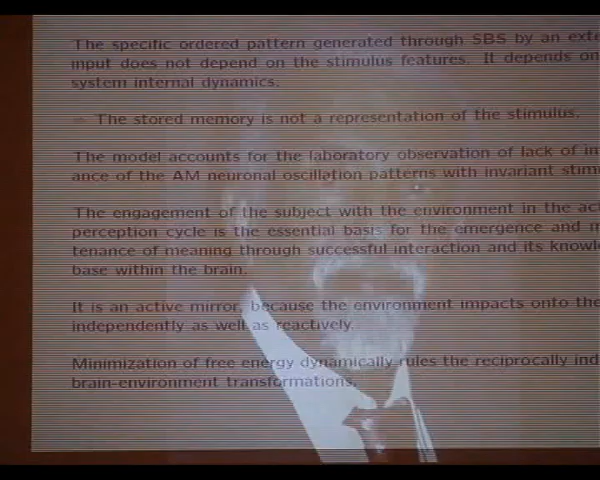 The specific ordered pattern generated through SBS by an exte
input does not depend on the stimulus features. It depends on
system internal dynamics.
⇒ The stored memory is not a representation of the stimulus.
The model accounts for the laboratory observation of lack of in
ance of the AM neuronal oscillation patterns with invariant stim
The engagement of the subject with the environment in the act
perception cycle is the essential basis for the emergence and m
tenance of meaning through successful interaction and its knowl
base within the brain.
It is an active mirror, because the environment impacts onto the
independently as well as reactively.
Minimization of free energy dynamically rules the reciprocally ind
brain-environment transformations.